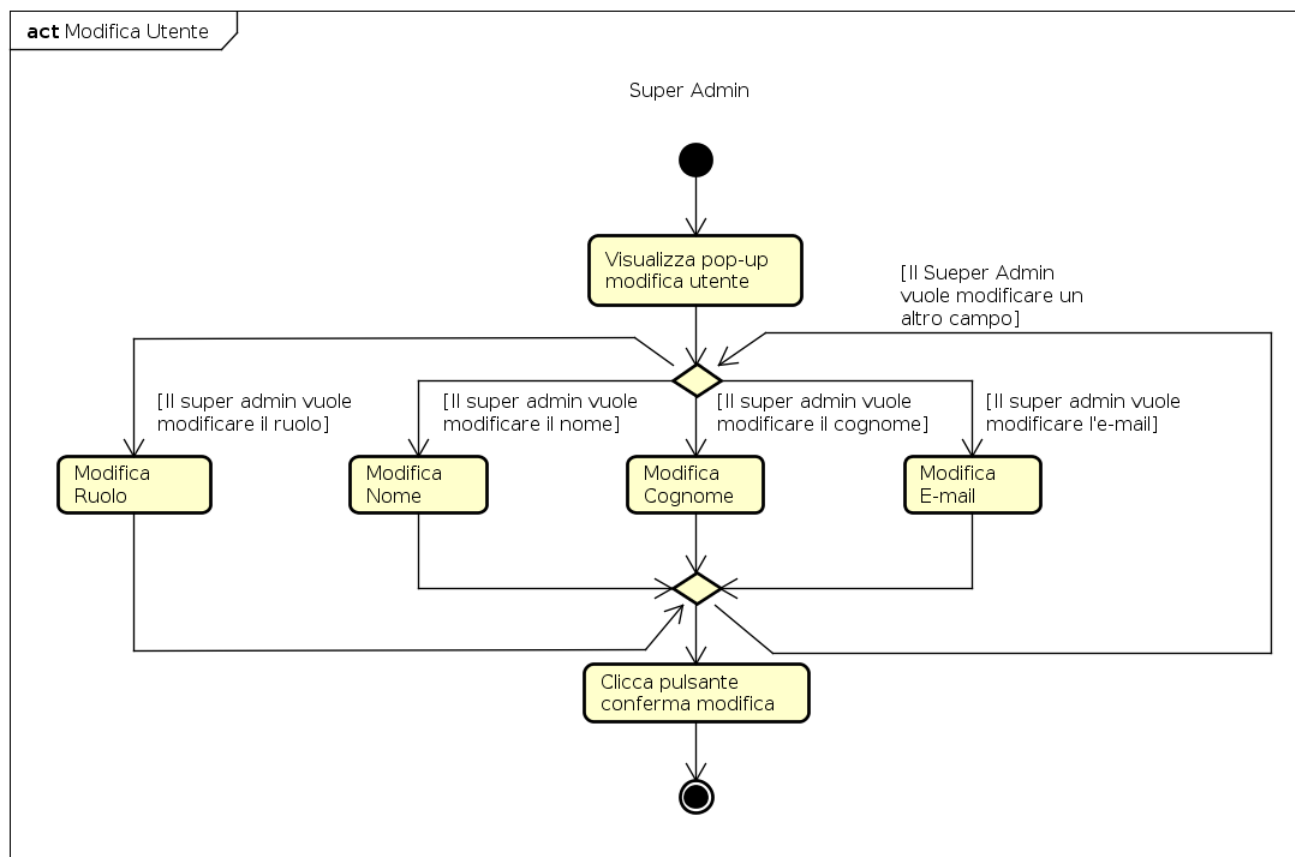 act Modifica Utente
Super Admin
Visualizza pop-up
modifica utente
[Il Sueper Admin
vuole modificare un
altro campo]
[Il super admin vuole
modificare il ruolo]
[Il super admin vuole
modificare il nome]
[Il super admin vuole
modificare il cognome]
[Il super admin vuole
modificare l'e-mail]
Modifica
Ruolo
Modifica
Nome
Modifica
Cognome
Modifica
E-mail
Clicca pulsante
conferma modifica